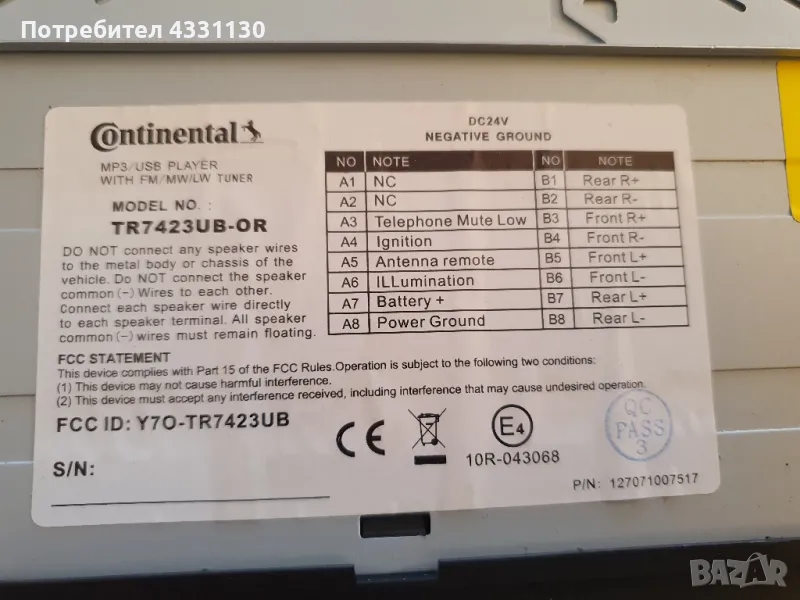 Потребител 4331130
Continental
MP3/USB PLAYER
WITH FM/MW/LW TUNER
MODEL NO. :
TR7423UB-OR
DO NOT connect any speaker wires
to the metal body or chassis of the
vehicle. Do NOT connect the speaker
common (-) Wires to each other.
Connect each speaker wire directly
to each speaker terminal. All speaker
common (-) wires must remain floating.
DC24V
NEGATIVE GROUND
NO NOTE NO NOTE
A1 NC B1 Rear R+
A2 NC B2 Rear R-
A3 Telephone Mute Low B3 Front R+
A4 Ignition B4 Front R-
A5 Antenna remote B5 Front L+
A6 ILLumination B6 Front L-
A7 Battery + B7 Rear L+
A8 Power Ground B8 Rear L-
FCC STATEMENT
This device complies with Part 15 of the FCC Rules.Operation is subject to the following two conditions:
(1) This device may not cause harmful interference.
(2) This device must accept any interference received, including interference that may cause undesired operation.
FCC ID: Y7O-TR7423UB
CE
E4
10R-043068
QC
PASS
3
S/N:
P/N: 127071007517
BAZAR